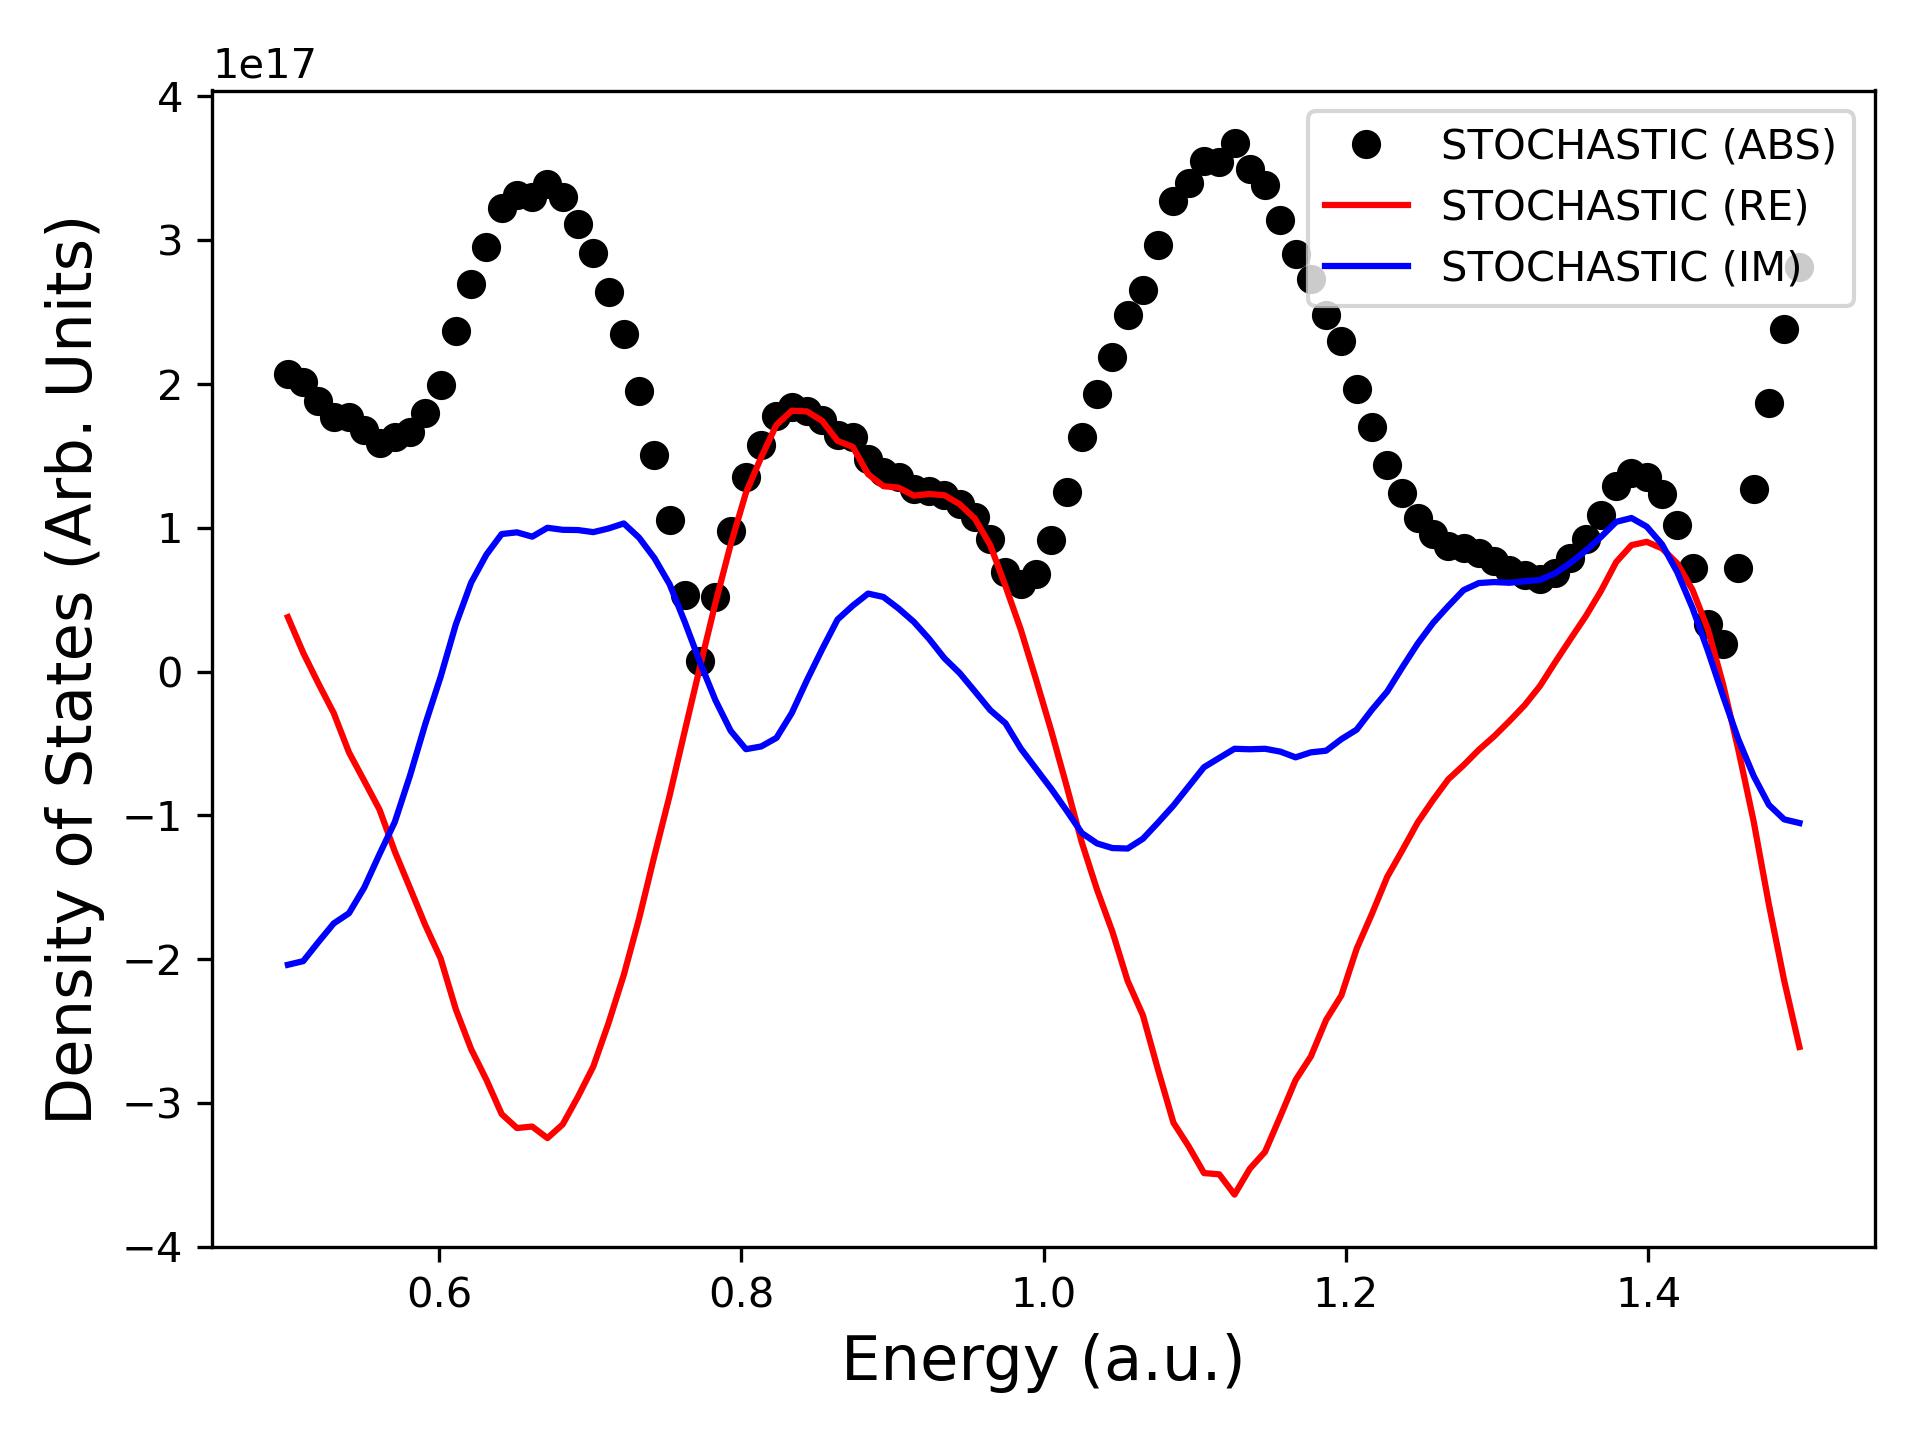 1e17
4
3
2
1
0
−1
−2
−3
−4
Density of States (Arb. Units)
STOCHASTIC (ABS)
STOCHASTIC (RE)
STOCHASTIC (IM)
0.6 0.8 1.0 1.2 1.4
Energy (a.u.)